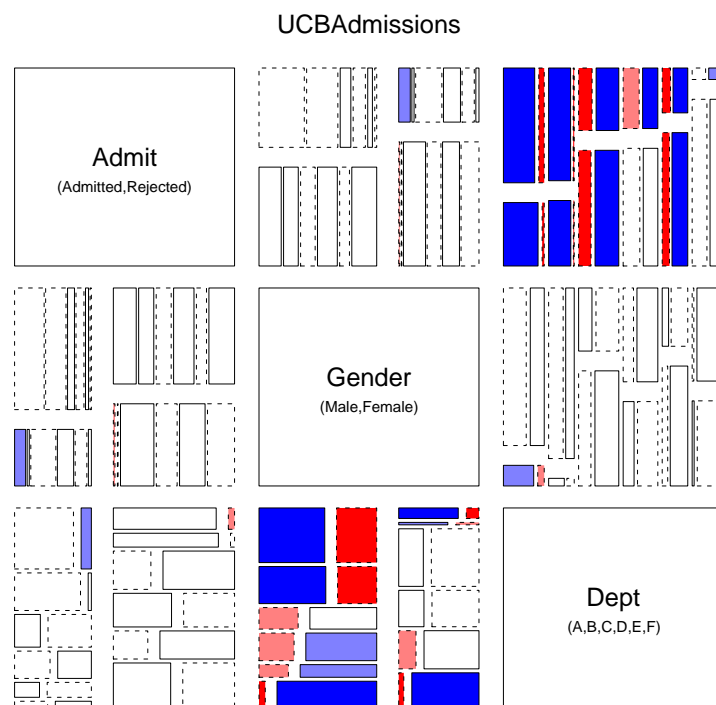 UCBAdmissions
Admit
(Admitted,Rejected)
Gender
(Male,Female)
Dept
(A,B,C,D,E,F)